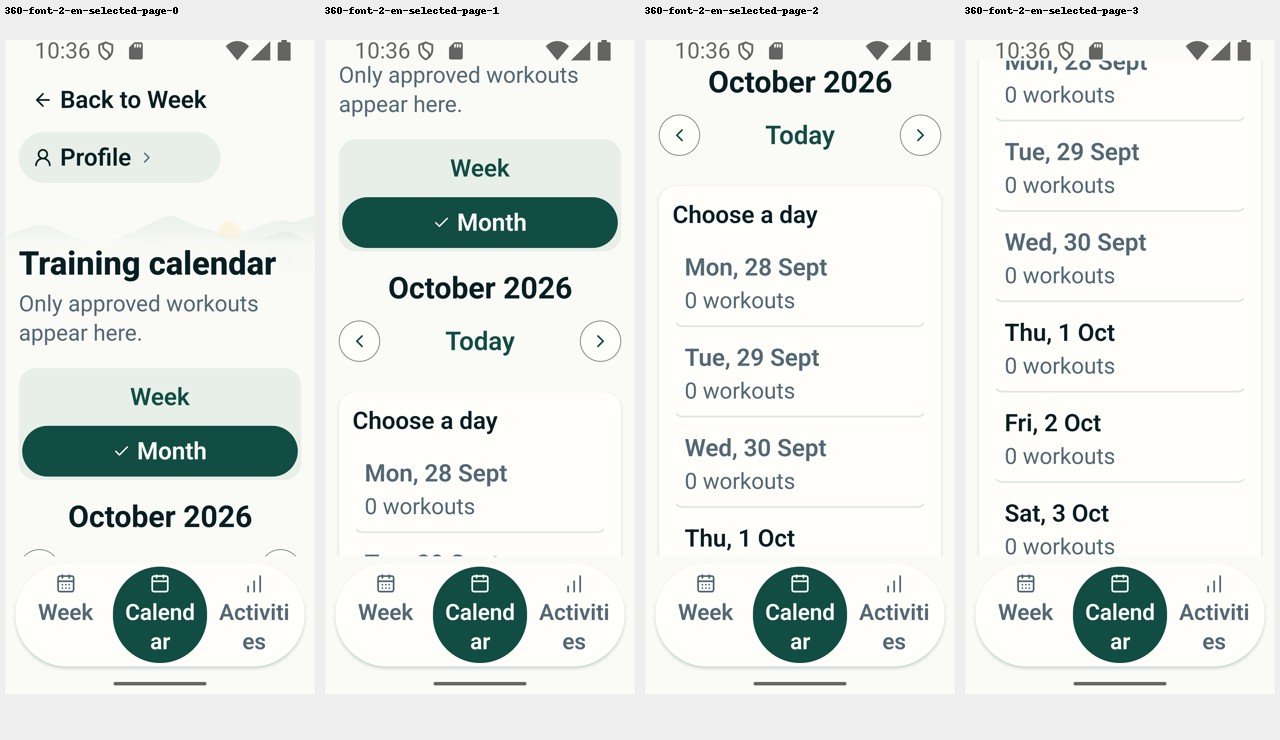 360-font-2-en-selected-page-0
10:36
Back to Week
Profile
Training calendar
Only approved workouts
appear here.
Week
Month
October 2026
Week
Calend
ar
Activiti
es
360-font-2-en-selected-page-1
10:36
Only approved workouts
appear here.
Week
Month
October 2026
Today
Choose a day
Mon, 28 Sept
0 workouts
Week
Calend
ar
Activiti
es
360-font-2-en-selected-page-2
10:36
October 2026
Today
Choose a day
Mon, 28 Sept
0 workouts
Tue, 29 Sept
0 workouts
Wed, 30 Sept
0 workouts
Thu, 1 Oct
Week
Calend
ar
Activiti
es
360-font-2-en-selected-page-3
10:36
Mon, 28 Sept
0 workouts
Tue, 29 Sept
0 workouts
Wed, 30 Sept
0 workouts
Thu, 1 Oct
0 workouts
Fri, 2 Oct
0 workouts
Sat, 3 Oct
0 workouts
Week
Calend
ar
Activiti
es